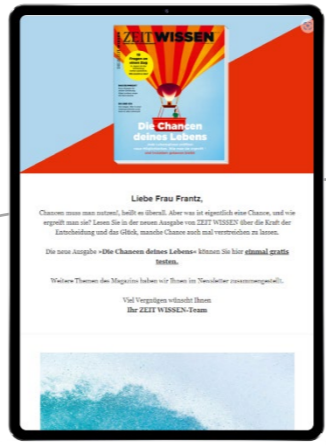 ZEIT WISSEN
Die Chancen
deines Lebens
Liebe Frau Frantz,
Chancen muss man nutzen!, heißt es überall. Aber was ist eigentlich eine Chance, und wie
ergreift man sie? Lesen Sie in der neuen Ausgabe von ZEIT WISSEN über die Kraft der
Entscheidung und das Glück, manche Chance auch mal verstreichen zu lassen.
Die neue Ausgabe »Die Chancen deines Lebens« können Sie hier einmal gratis
testen.
Weitere Themen des Magazins haben wir Ihnen im Newsletter zusammengestellt.
Viel Vergnügen wünscht Ihnen
Ihr ZEIT WISSEN-Team